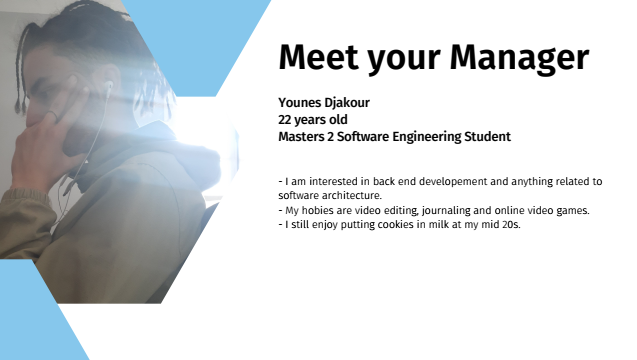 Meet your Manager
Younes Djakour
22 years old
Masters 2 Software Engineering Student
- I am interested in back end developement and anything related to
software architecture.
- My hobies are video editing, journaling and online video games.
- I still enjoy putting cookies in milk at my mid 20s.